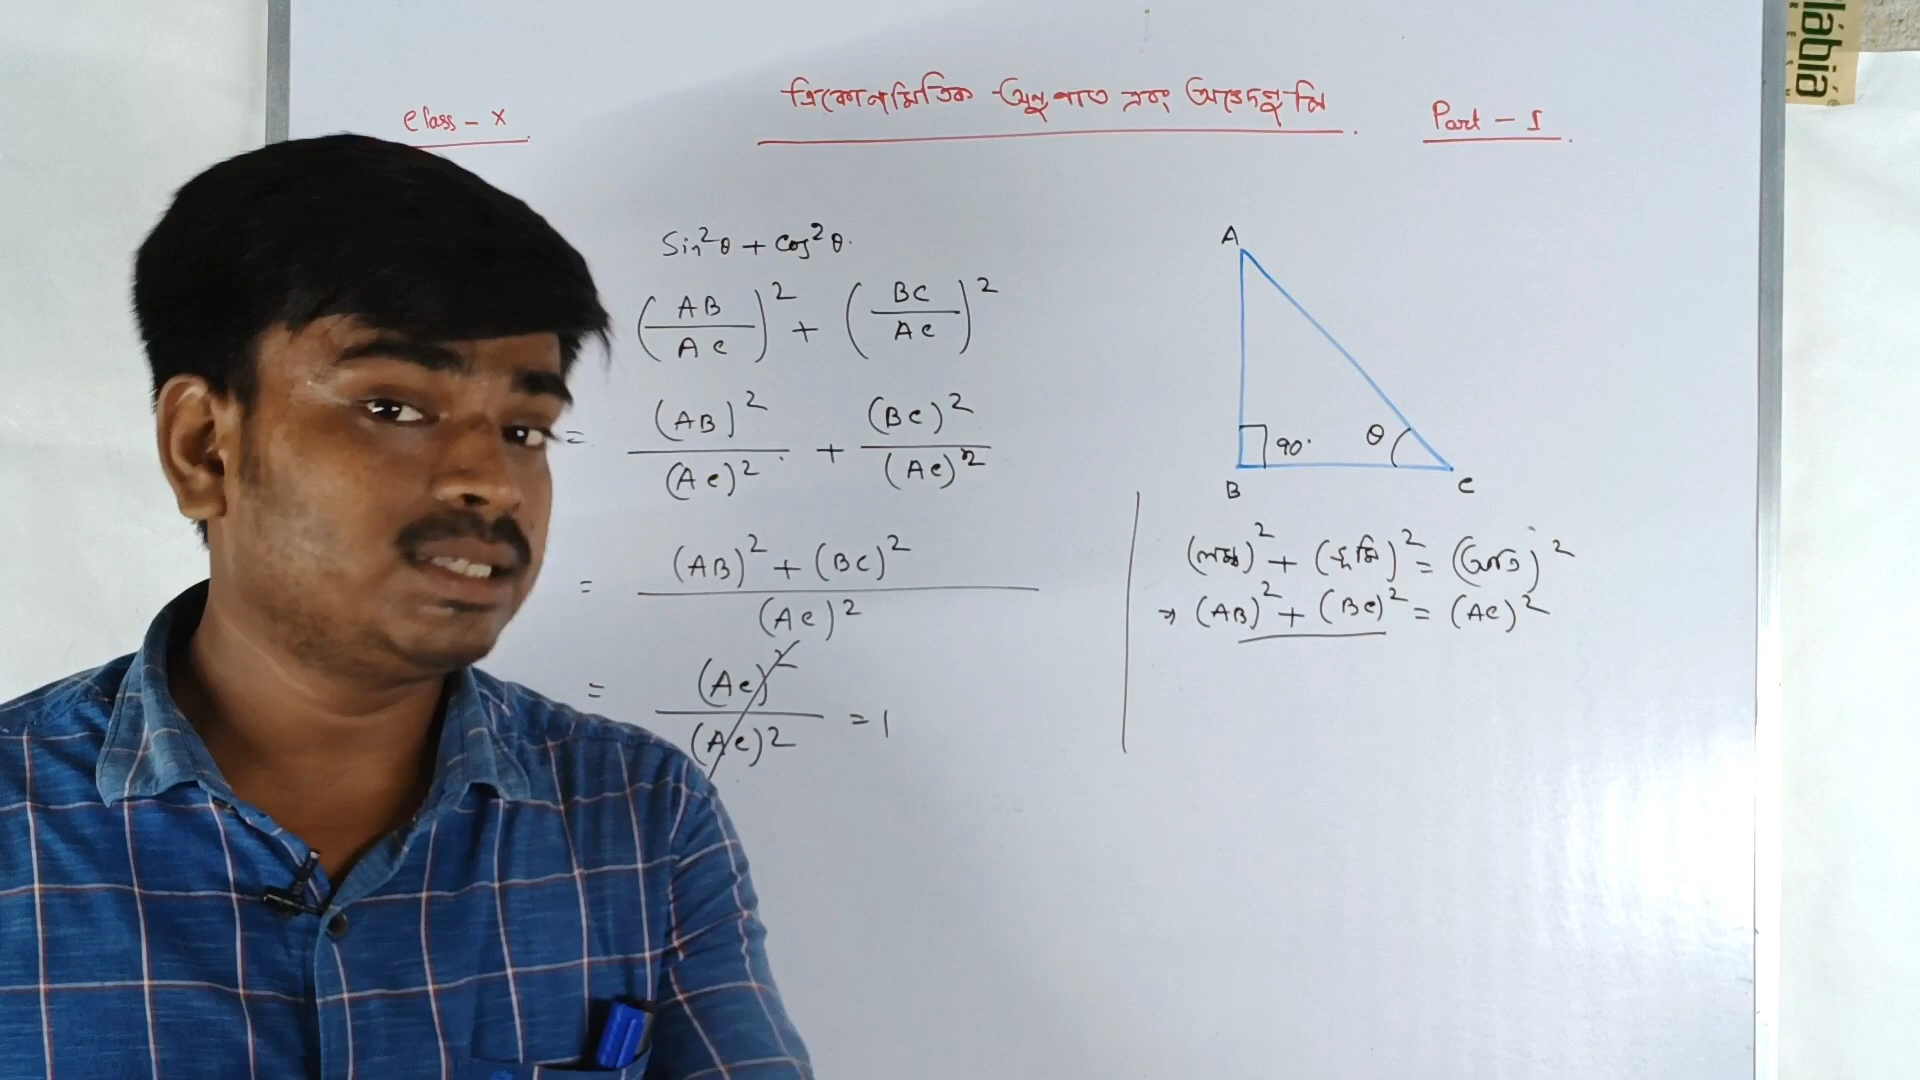 Class - X
ত্রিকোণমিতিক অনুপাত এবং অভেদসমূহ
Part - I
Sin²θ + Cos²θ.
(AB/AC)² + (BC/AC)²
= (AB)²/(AC)² + (BC)²/(AC)²
= (AB)² + (BC)²/(AC)²
= (AC)²/(AC)² = 1
A
90°
θ
B
C
(লম্ব)² + (ভূমি)² = (অতি)²
⇒ (AB)² + (BC)² = (AC)²
lábia